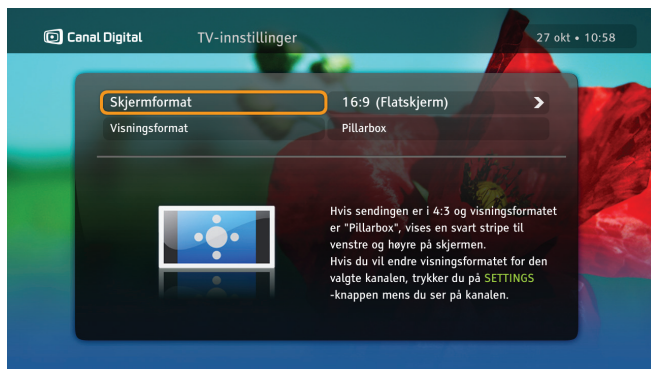 Canal Digital TV-innstillinger 27 okt • 10:58
Skjermformat 16:9 (Flatskjerm)
Visningsformat Pillarbox
Hvis sendingen er i 4:3 og visningsformatet
er "Pillarbox", vises en svart stripe til
venstre og høyre på skjermen.
Hvis du vil endre visningsformatet for den
valgte kanalen, trykker du på SETTINGS
-knappen mens du ser på kanalen.